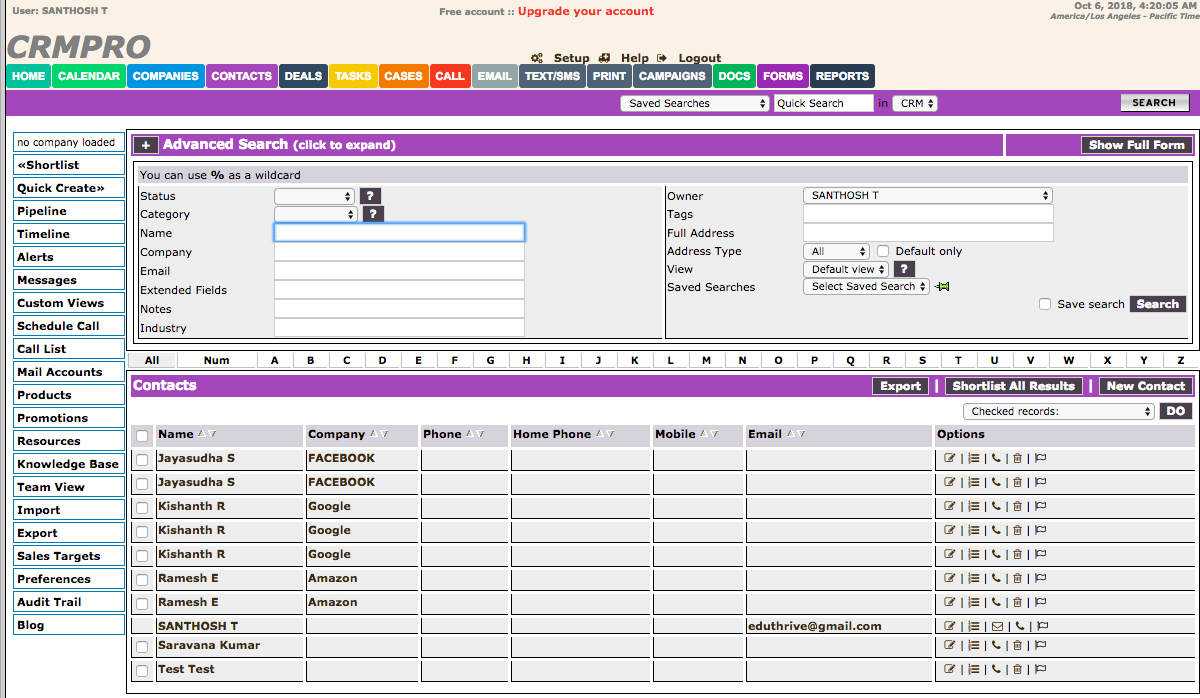 User: SANTHOSH T
Free account :: Upgrade your account
Oct 6, 2018, 4:20:05 AM
America/Los Angeles - Pacific Time
CRMPRO
Setup Help Logout
HOME CALENDAR COMPANIES CONTACTS DEALS TASKS CASES CALL EMAIL TEXT/SMS PRINT CAMPAIGNS DOCS FORMS REPORTS
Saved Searches Quick Search in CRM SEARCH
no company loaded
«Shortlist
Quick Create»
Pipeline
Timeline
Alerts
Messages
Custom Views
Schedule Call
Call List
Mail Accounts
Products
Promotions
Resources
Knowledge Base
Team View
Import
Export
Sales Targets
Preferences
Audit Trail
Blog
+ Advanced Search (click to expand) Show Full Form
You can use % as a wildcard
Status ?
Category ?
Name
Company
Email
Extended Fields
Notes
Industry
Owner SANTHOSH T
Tags
Full Address
Address Type All Default only
View Default view ?
Saved Searches Select Saved Search
Save search Search
All Num A B C D E F G H I J K L M N O P Q R S T U V W X Y Z
Contacts Export | Shortlist All Results | New Contact
Checked records: DO
Name Company Phone Home Phone Mobile Email Options
Jayasudha S FACEBOOK | | | |
Jayasudha S FACEBOOK | | | |
Kishanth R Google | | | |
Kishanth R Google | | | |
Kishanth R Google | | | |
Ramesh E Amazon | | | |
Ramesh E Amazon | | | |
SANTHOSH T eduthrive@gmail.com | | | |
Saravana Kumar | | | |
Test Test | | | |